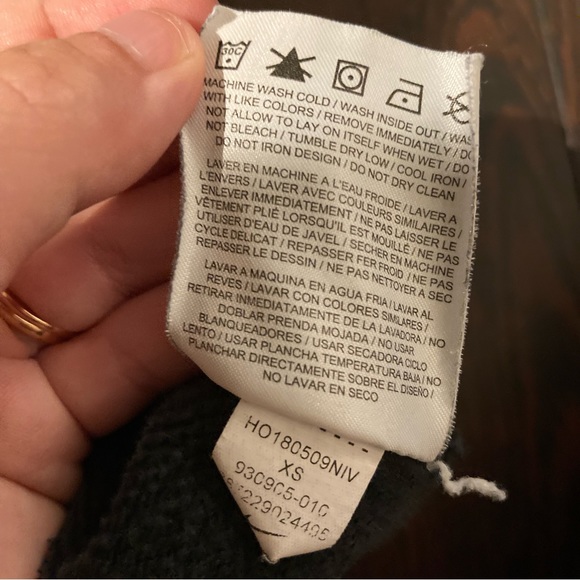 30C
MACHINE WASH COLD / WASH INSIDE OUT / WAS
WITH LIKE COLORS / REMOVE IMMEDIATELY / DO
NOT ALLOW TO LAY ON ITSELF WHEN WET / DO
NOT BLEACH / TUMBLE DRY LOW / COOL IRON /
DO NOT IRON DESIGN / DO NOT DRY CLEAN
LAVER EN MACHINE A L'EAU FROIDE / LAVER A
L'ENVERS / LAVER AVEC COULEURS SIMILAIRES /
ENLEVER IMMEDIATEMENT / NE PAS LAISSER LE
VÊTEMENT PLIÉ LORSQU'IL EST MOUILLÉ / NE PAS
UTILISER D'EAU DE JAVEL / SECHER EN MACHINE
CYCLE DELICAT / REPASSER FER FROID / NE PAS
REPASSER LE DESSIN / NE PAS NETTOYER A SEC
LAVAR A MAQUINA EN AGUA FRIA / LAVAR AL
REVES / LAVAR CON COLORES SIMILARES /
RETIRAR INMEDIATAMENTE DE LA LAVADORA / NO
DOBLAR PRENDA MOJADA / NO USAR
BLANQUEADORES / USAR SECADORA CICLO
LENTO / USAR PLANCHA TEMPERATURA BAJA / NO
PLANCHAR DIRECTAMENTE SOBRE EL DISEÑO /
NO LAVAR EN SECO
HO180509NIV
XS
930905-010